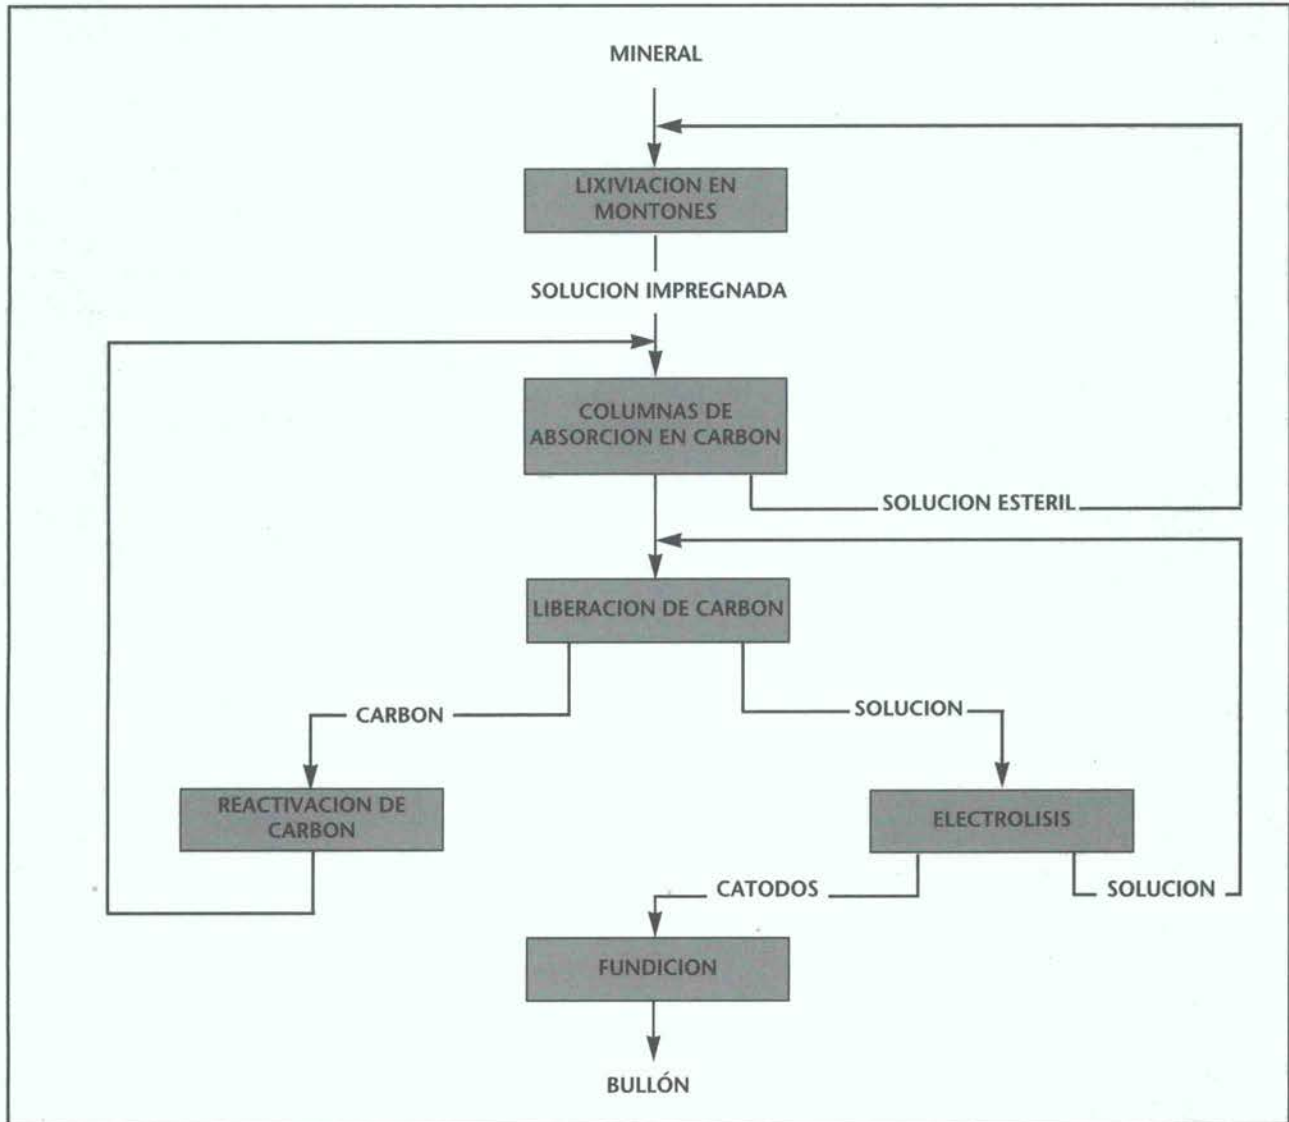 MINERAL
LIXIVIACION EN
MONTONES
SOLUCION IMPREGNADA
COLUMNAS DE
ABSORCION EN CARBON
SOLUCION ESTERIL
LIBERACION DE CARBON
CARBON
SOLUCION
REACTIVACION DE
CARBON
ELECTROLISIS
CATODOS
SOLUCION
FUNDICION
BULLÓN